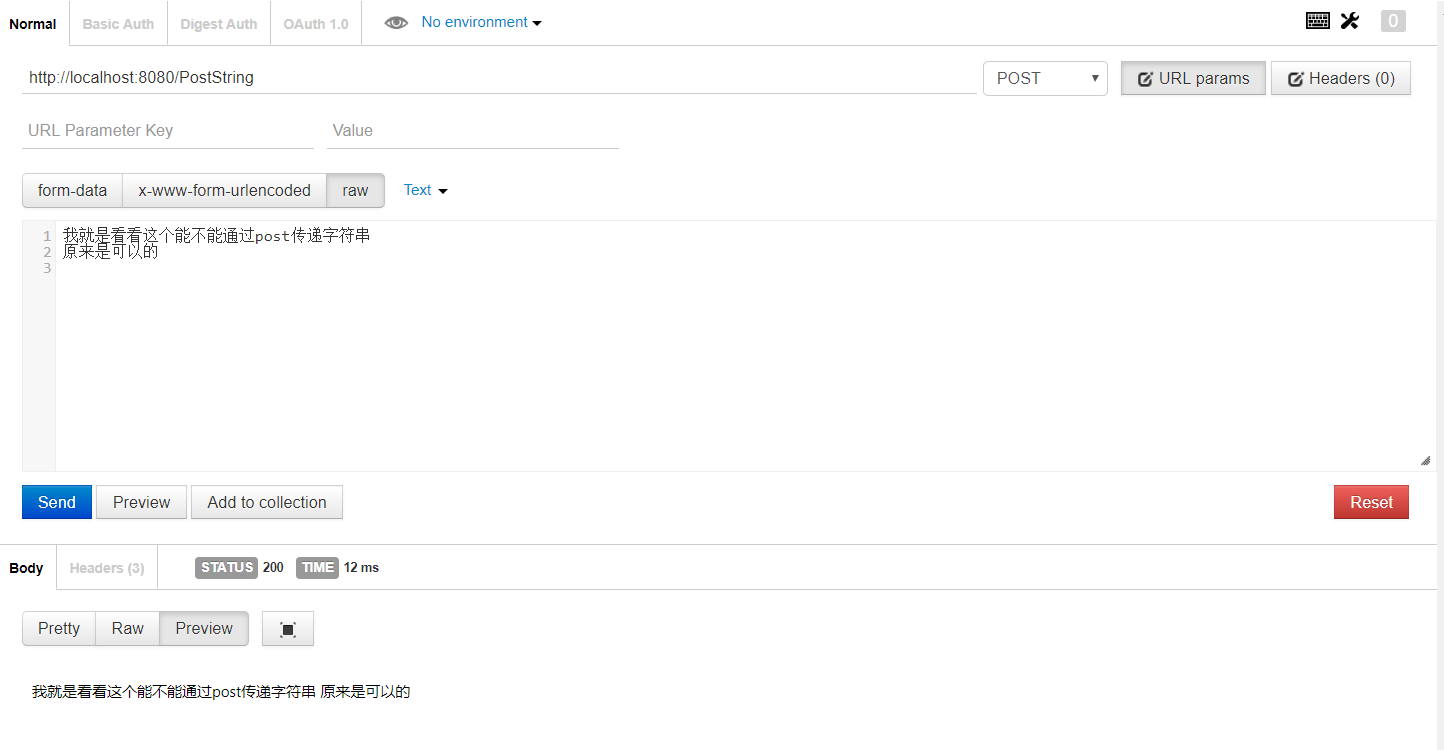 Normal Basic Auth Digest Auth OAuth 1.0 No environment 0
http://localhost:8080/PostString POST URL params Headers (0)
URL Parameter Key Value
form-data x-www-form-urlencoded raw Text
1 我就是看看这个能不能通过post传递字符串
2 原来是可以的
3
Send Preview Add to collection Reset
Body Headers (3) STATUS 200 TIME 12 ms
Pretty Raw Preview
我就是看看这个能不能通过post传递字符串 原来是可以的